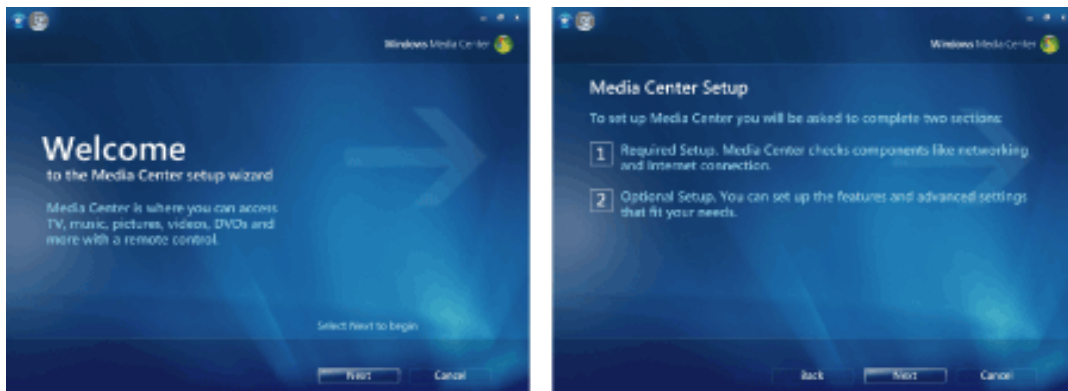 Windows Media Center
Welcome
to the Media Center setup wizard
Media Center is where you can access
TV, music, pictures, videos, DVDs and
more with a remote control.
Select Next to begin
Next
Cancel
Windows Media Center
Media Center Setup
To set up Media Center you will be asked to complete two sections:
1 Required Setup. Media Center checks components like networking
and Internet connection.
2 Optional Setup. You can set up the features and advanced settings
that fit your needs.
Back
Next
Cancel